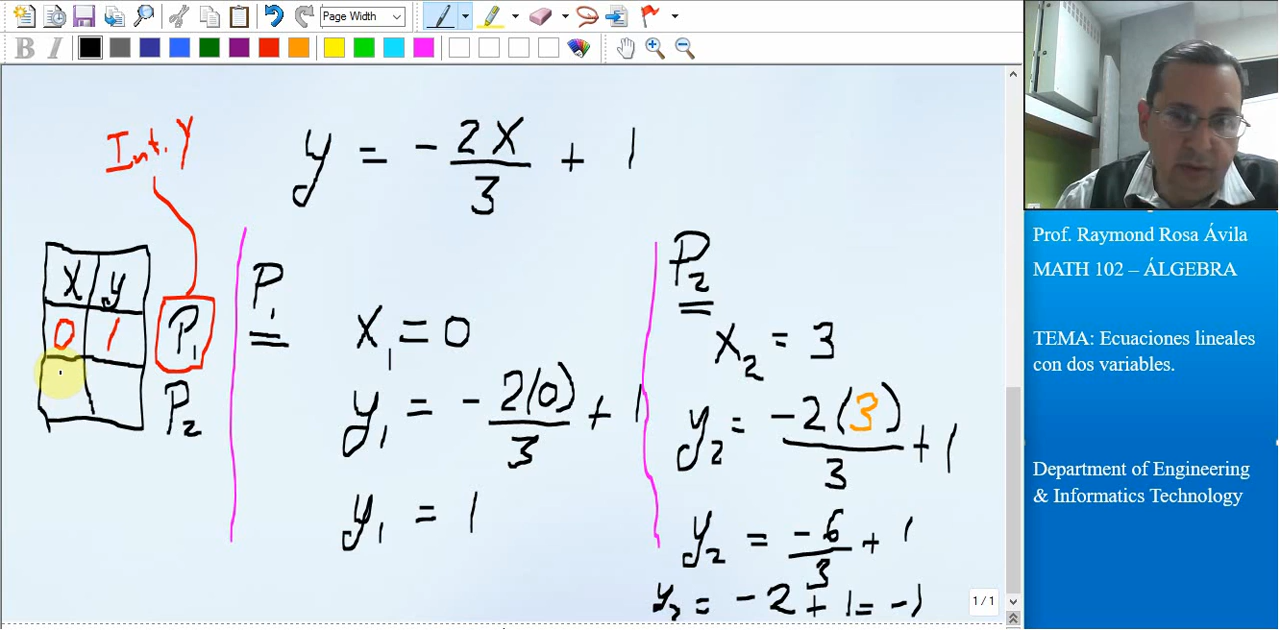 Page Width
B I
Int. Y
y = - 2X/3 + 1
X y
0 1 P1
P2
P1
X1 = 0
y1 = - 2(0)/3 + 1
y1 = 1
P2
X2 = 3
y2 = -2(3)/3 + 1
y2 = -6/3 + 1
y2 = -2 + 1 = -1
1 / 1
Prof. Raymond Rosa Ávila
MATH 102 – ÁLGEBRA
TEMA: Ecuaciones lineales
con dos variables.
Department of Engineering
& Informatics Technology